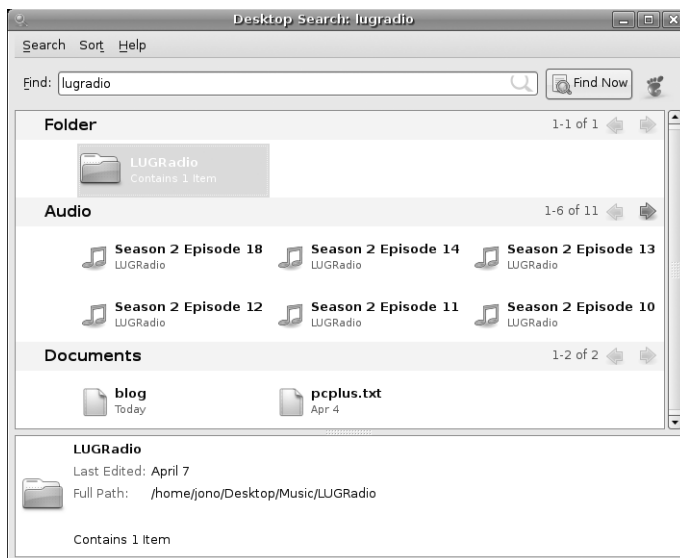 Desktop Search: lugradio
Search Sort Help
Find: lugradio Find Now
Folder 1-1 of 1
LUGRadio
Contains 1 Item
Audio 1-6 of 11
Season 2 Episode 18 Season 2 Episode 14 Season 2 Episode 13
LUGRadio LUGRadio LUGRadio
Season 2 Episode 12 Season 2 Episode 11 Season 2 Episode 10
LUGRadio LUGRadio LUGRadio
Documents 1-2 of 2
blog pcplus.txt
Today Apr 4
LUGRadio
Last Edited: April 7
Full Path: /home/jono/Desktop/Music/LUGRadio
Contains 1 Item